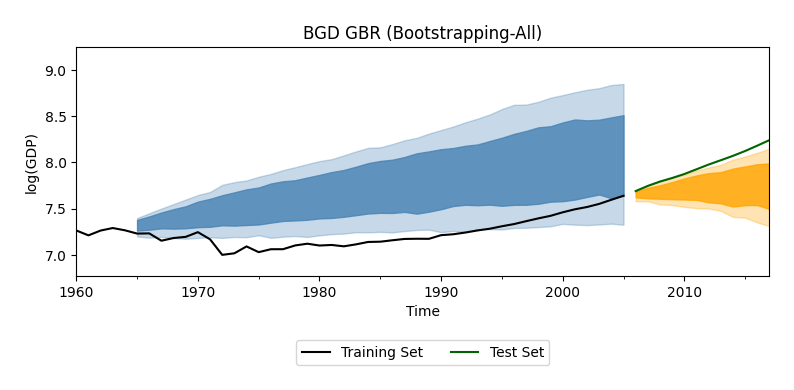 BGD GBR (Bootstrapping-All)
log(GDP)
9.0
8.5
8.0
7.5
7.0
1960 1970 1980 1990 2000 2010
Time
Training Set Test Set